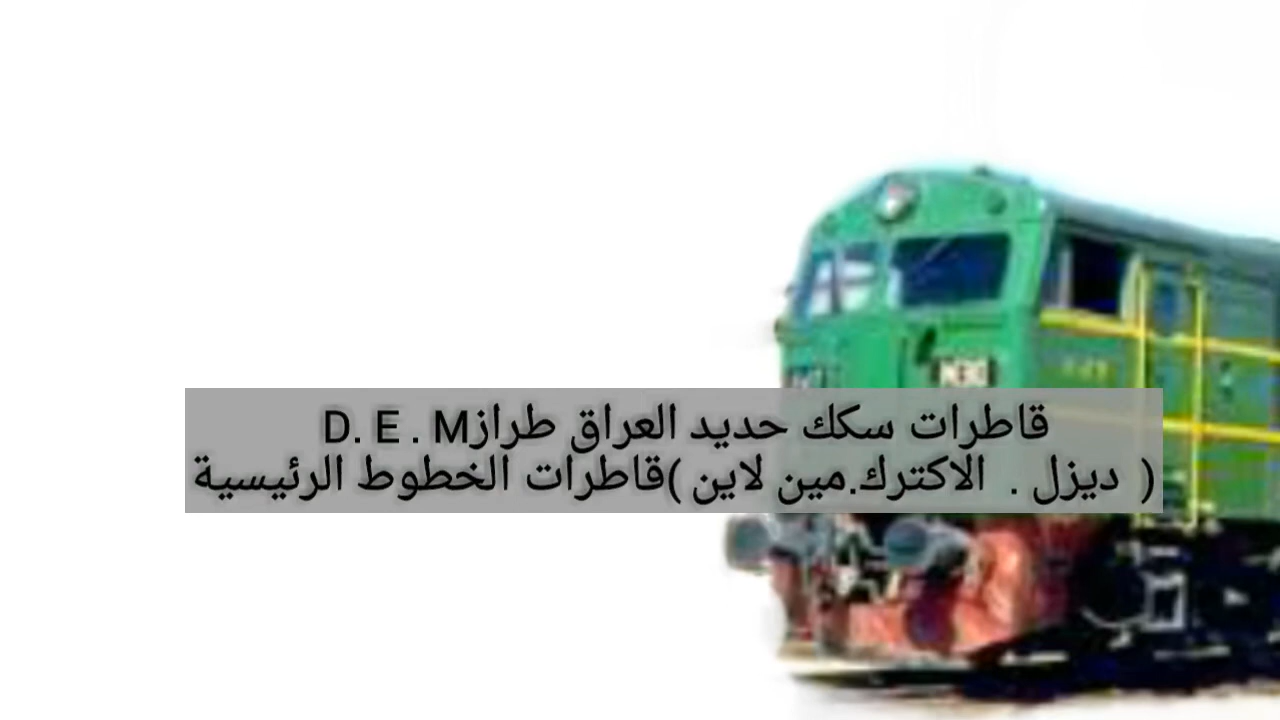 قاطرات سكك حديد العراق طرازD. E . M
( ديزل . الاكترك.مين لاين )قاطرات الخطوط الرئيسية